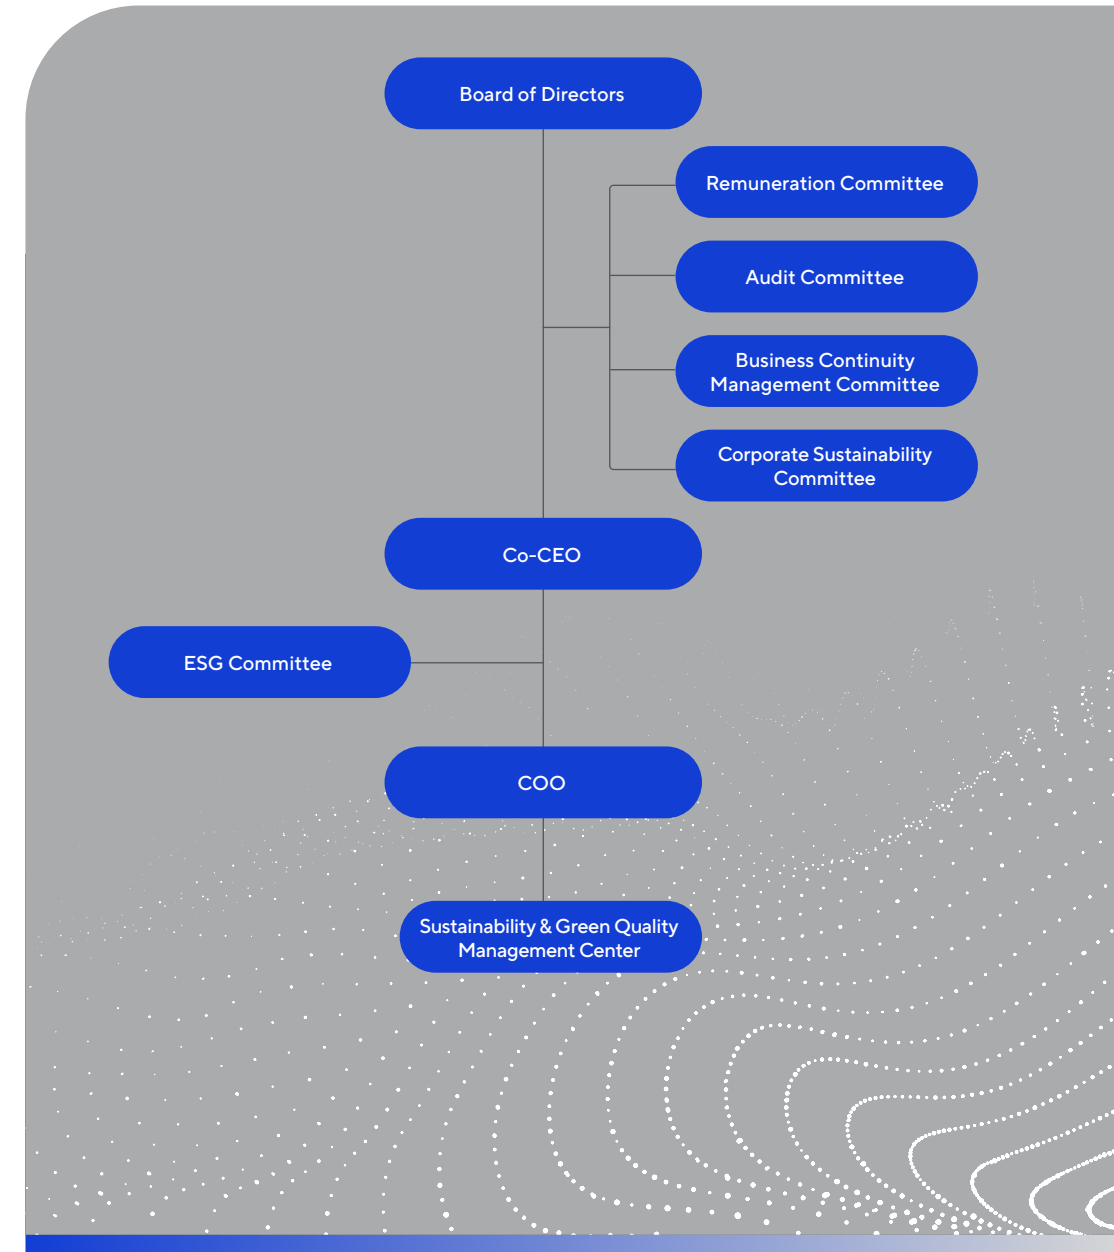 Board of Directors
Remuneration Committee
Audit Committee
Business Continuity
Management Committee
Corporate Sustainability
Committee
Co-CEO
ESG Committee
COO
Sustainability & Green Quality
Management Center